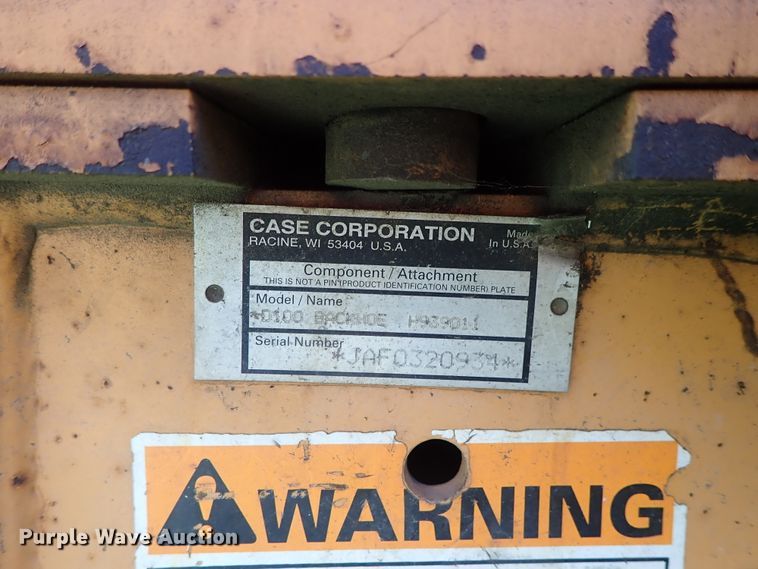 CASE CORPORATION
RACINE, WI 53404 U.S.A.
Made
In U.S.A.
Component / Attachment
THIS IS NOT A PIN (PRODUCT IDENTIFICATION NUMBER) PLATE
Model / Name
*D100 BACKHOE H939011
Serial Number
*JAF0320934*
WARNING
Purple Wave Auction